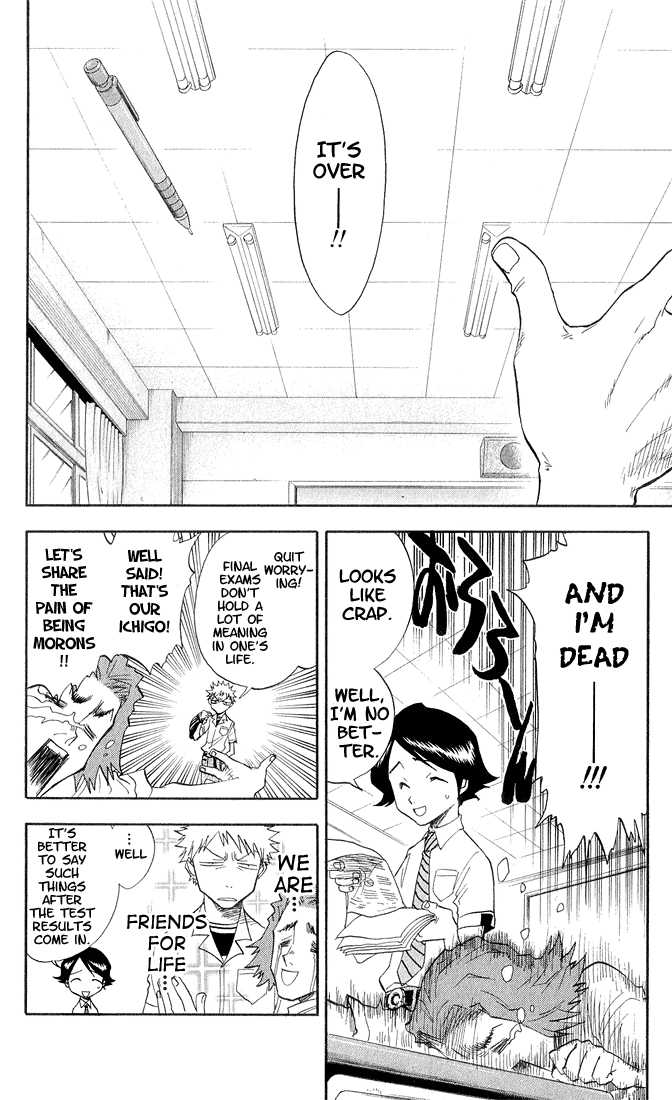 IT'S
OVER
—
!!
AND
I'M
DEAD
—
!!!
LOOKS
LIKE
CRAP.
WELL,
I'M NO
BET-
TER.
QUIT
WORRY-
ING!
FINAL
EXAMS
DON'T
HOLD A
LOT OF
MEANING
IN ONE'S
LIFE.
WELL
SAID!
THAT'S
OUR
ICHIGO!
LET'S
SHARE
THE
PAIN OF
BEING
MORONS
!!
WE
ARE...
FRIENDS
FOR
LIFE...
...
WELL
IT'S
BETTER
TO SAY
SUCH
THINGS
AFTER
THE TEST
RESULTS
COME IN.